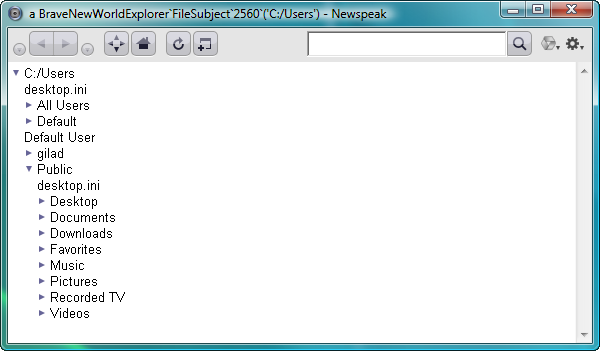 a BraveNewWorldExplorer`FileSubject`2560`('C:/Users') - Newspeak
C:/Users
desktop.ini
All Users
Default
Default User
gilad
Public
desktop.ini
Desktop
Documents
Downloads
Favorites
Music
Pictures
Recorded TV
Videos